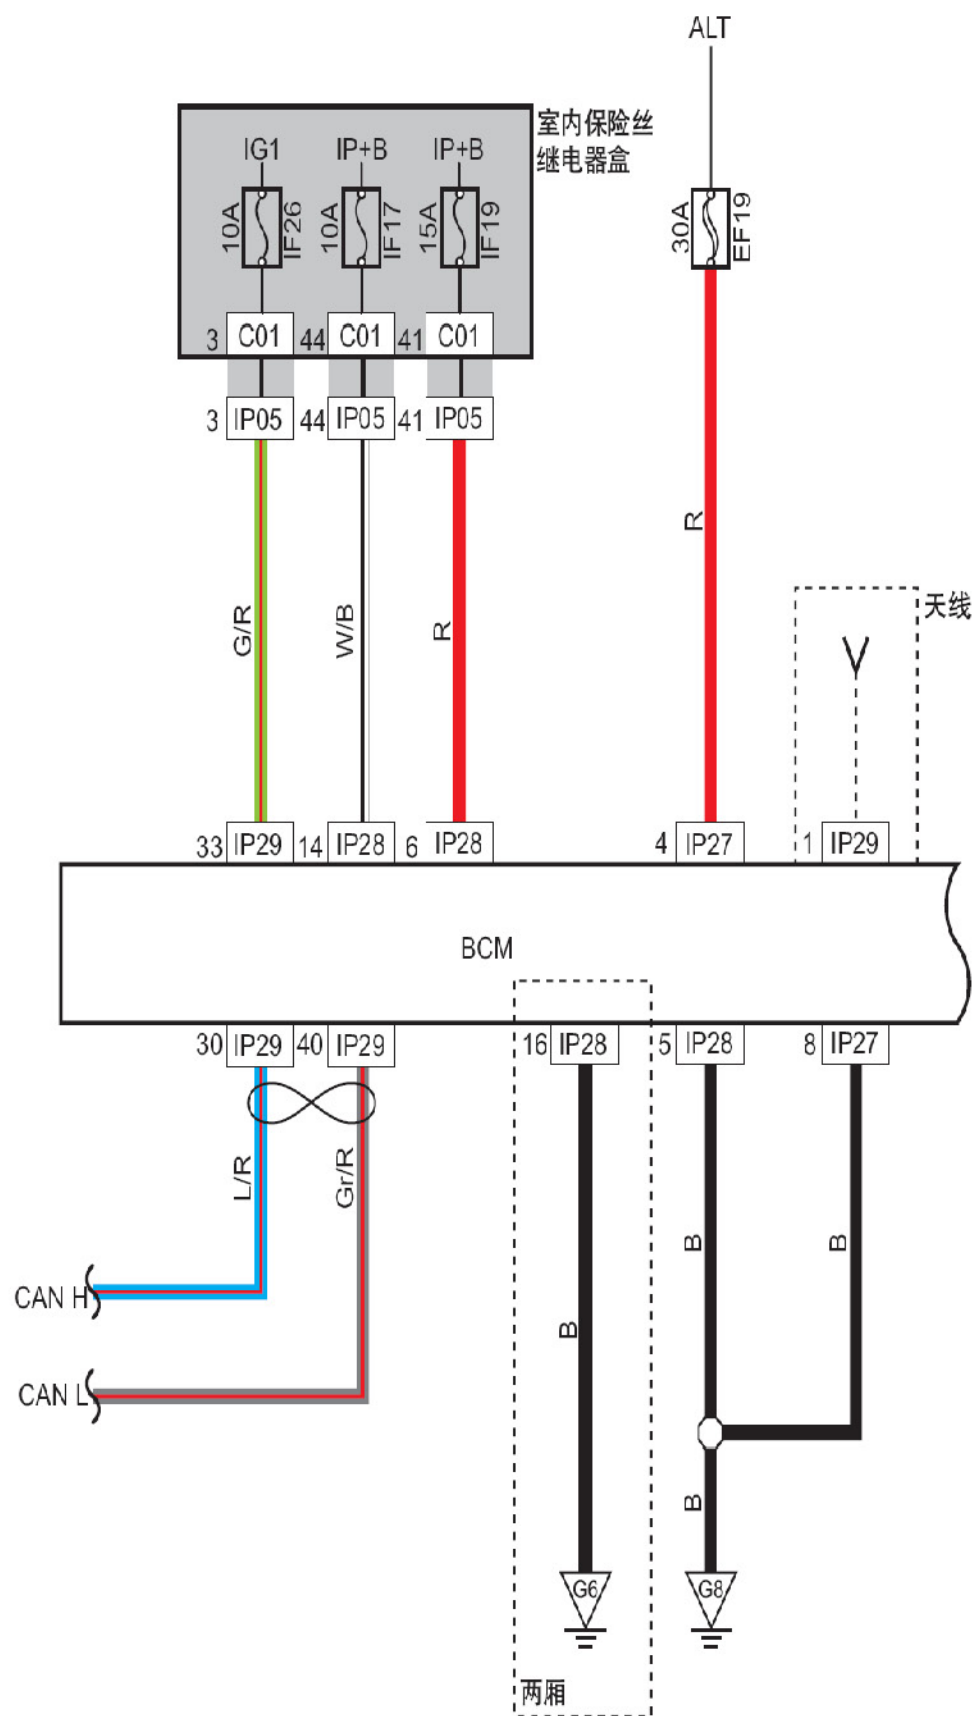 ALT
室内保险丝
继电器盒
IG1 IP+B IP+B
10A IF26 10A IF17 15A IF19 30A EF19
3 C01 44 C01 41 C01
3 IP05 44 IP05 41 IP05
R
天线
G/R W/B R
33 IP29 14 IP28 6 IP28 4 IP27 1 IP29
BCM
30 IP29 40 IP29 16 IP28 5 IP28 8 IP27
L/R Gr/R
B B
CAN H
B
CAN L
B
G6 G8
两厢